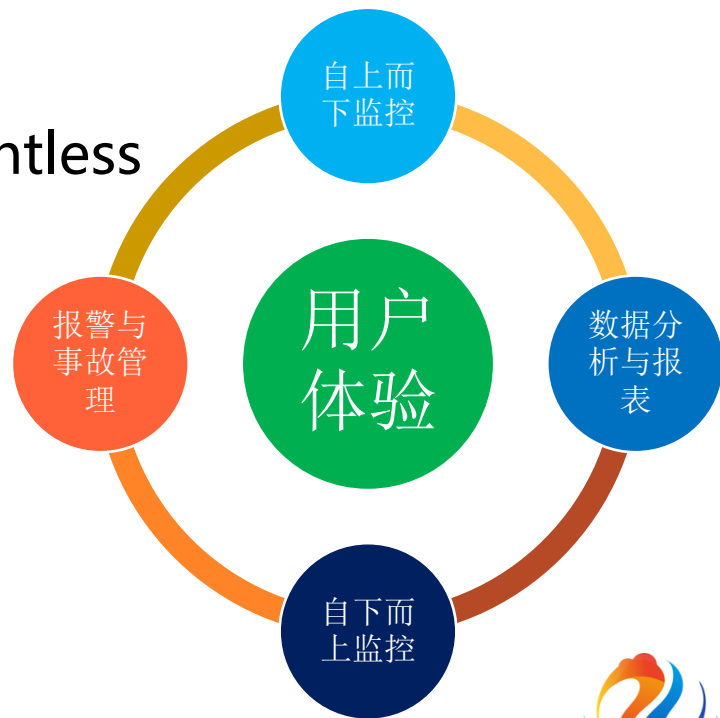 自上而
下监控
ntless
用户
体验
报警与
事故管
理
数据分
析与报
表
自下而
上监控